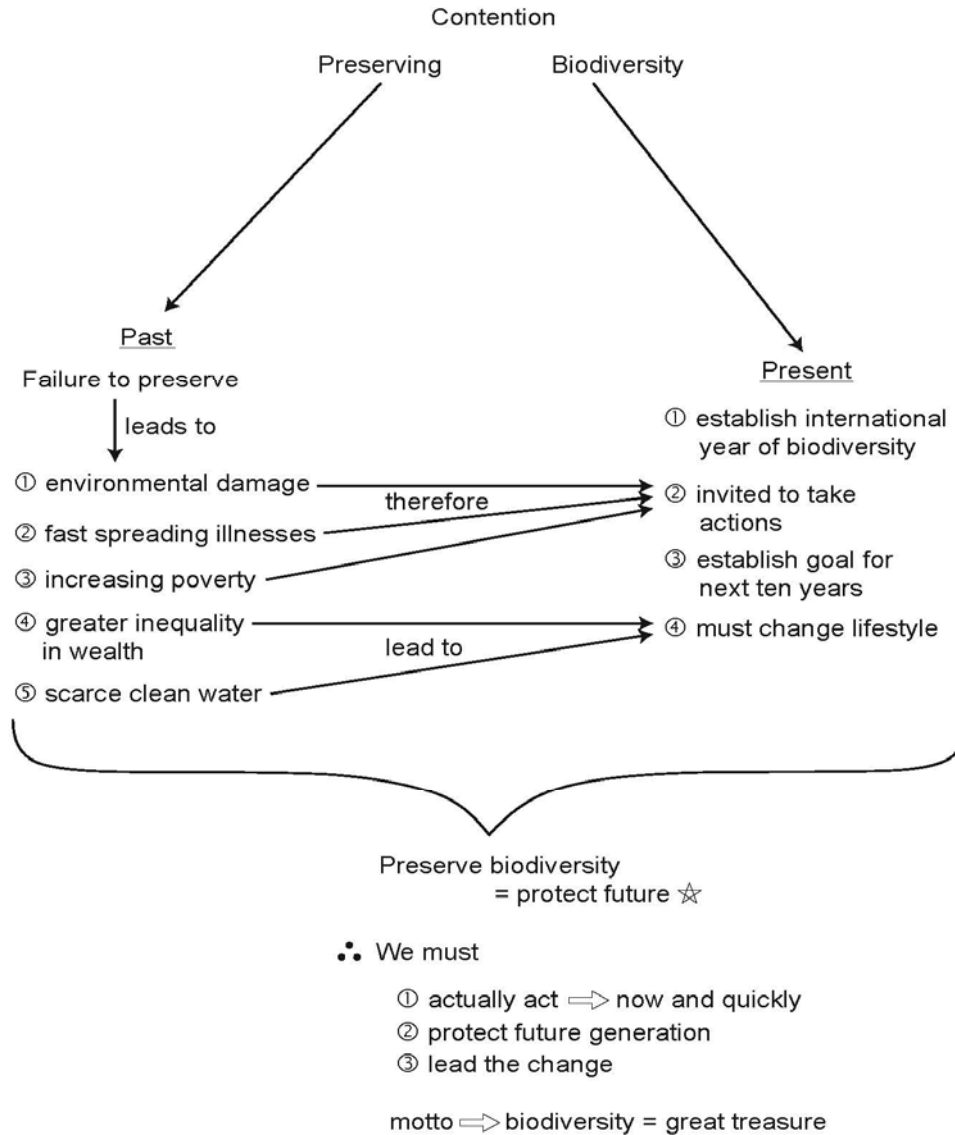 Contention
Preserving Biodiversity
Past
Failure to preserve
leads to
① environmental damage
② fast spreading illnesses
③ increasing poverty
④ greater inequality
in wealth
⑤ scarce clean water
therefore
lead to
Present
① establish international
year of biodiversity
② invited to take
actions
③ establish goal for
next ten years
④ must change lifestyle
Preserve biodiversity
= protect future ☆
∴ We must
① actually act ⇨ now and quickly
② protect future generation
③ lead the change
motto ⇨ biodiversity = great treasure